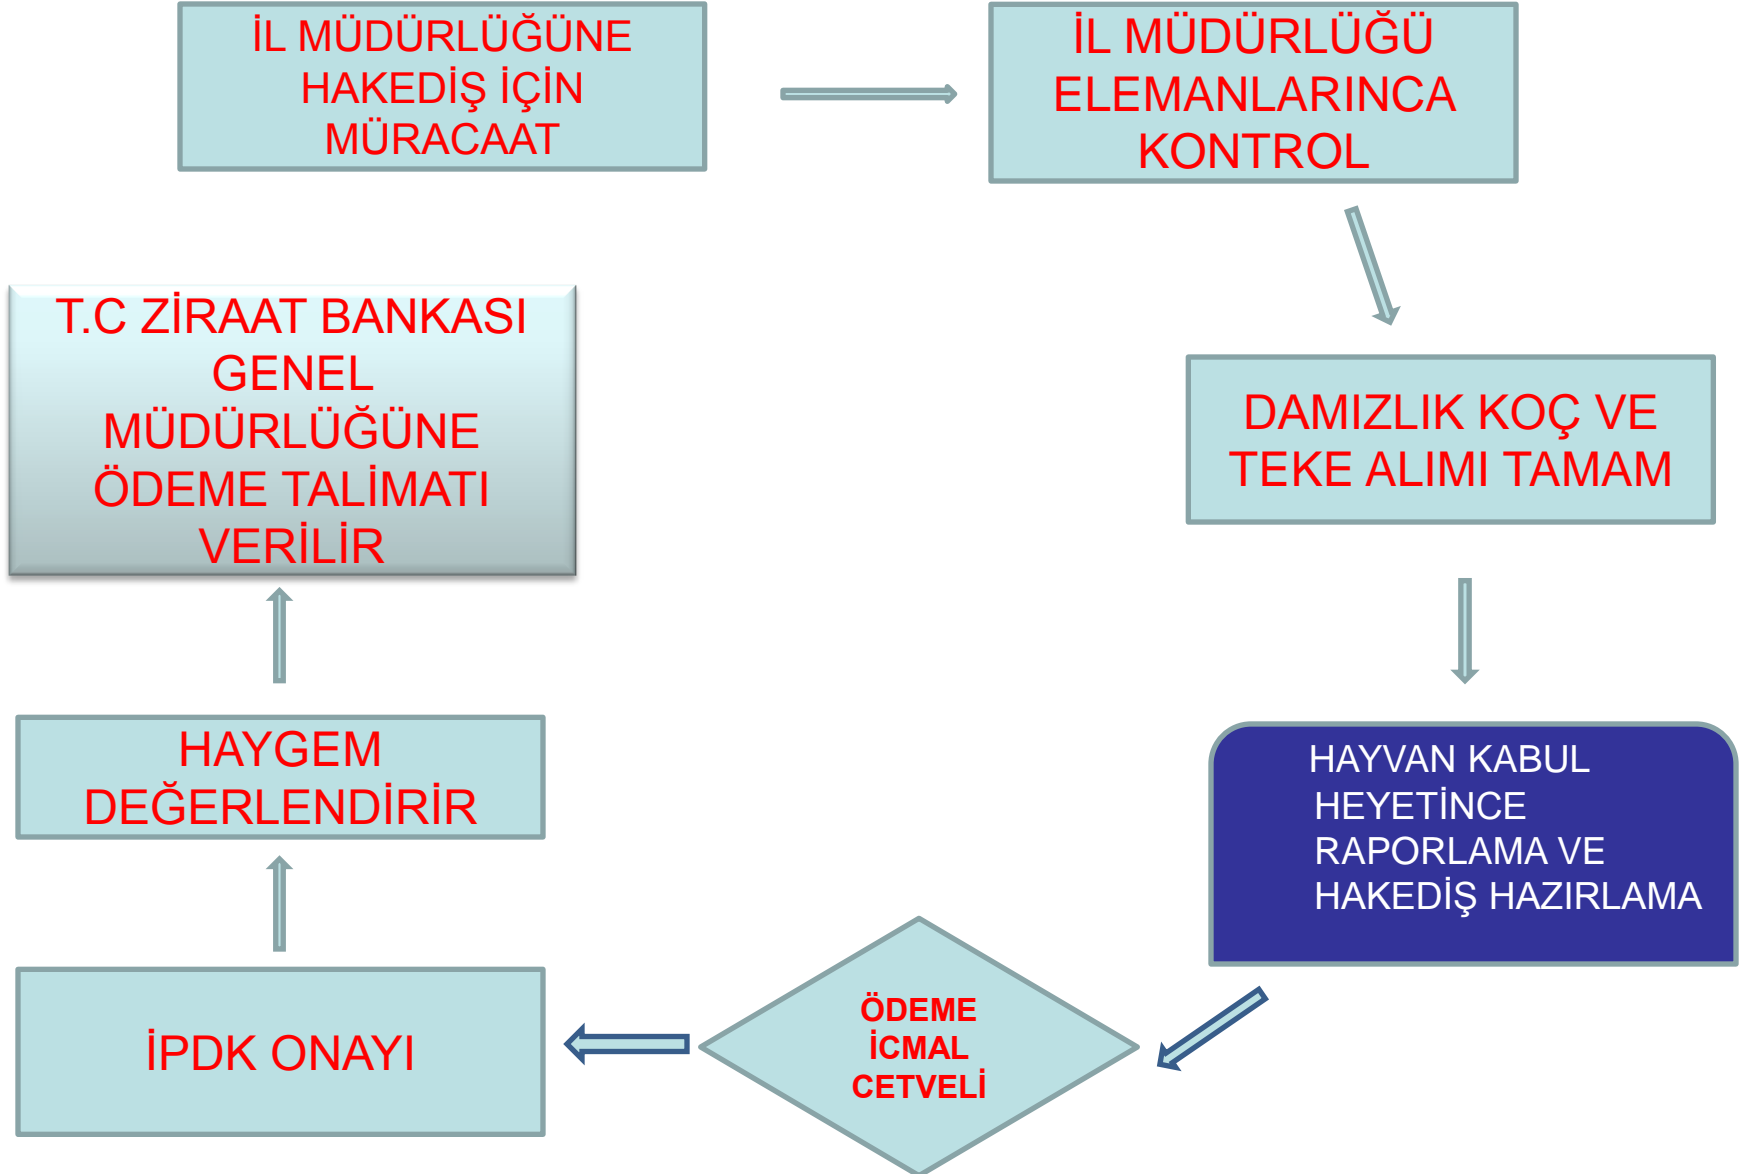 İL MÜDÜRLÜĞÜNE
HAKEDİŞ İÇİN
MÜRACAAT
İL MÜDÜRLÜĞÜ
ELEMANLARINCA
KONTROL
DAMIZLIK KOÇ VE
TEKE ALIMI TAMAM
HAYVAN KABUL
HEYETİNCE
RAPORLAMA VE
HAKEDİŞ HAZIRLAMA
ÖDEME
İCMAL
CETVELİ
İPDK ONAYI
HAYGEM
DEĞERLENDİRİR
T.C ZİRAAT BANKASI
GENEL
MÜDÜRLÜĞÜNE
ÖDEME TALİMATI
VERİLİR